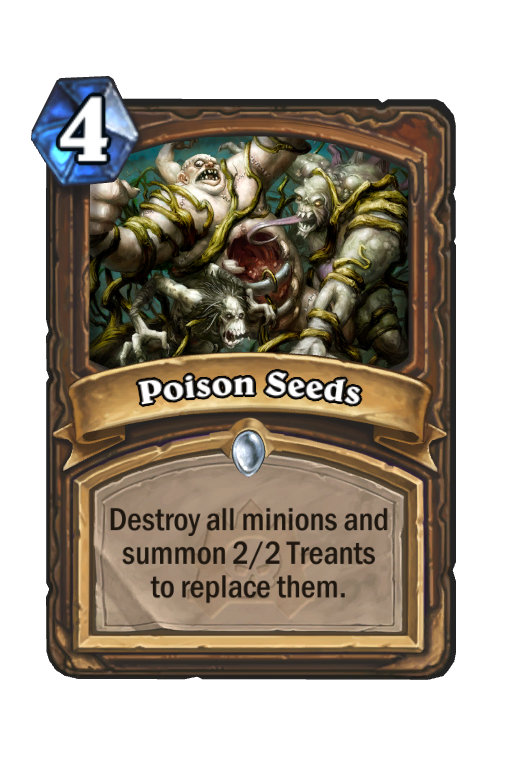 4
Poison Seeds
Destroy all minions and
summon 2/2 Treants
to replace them.